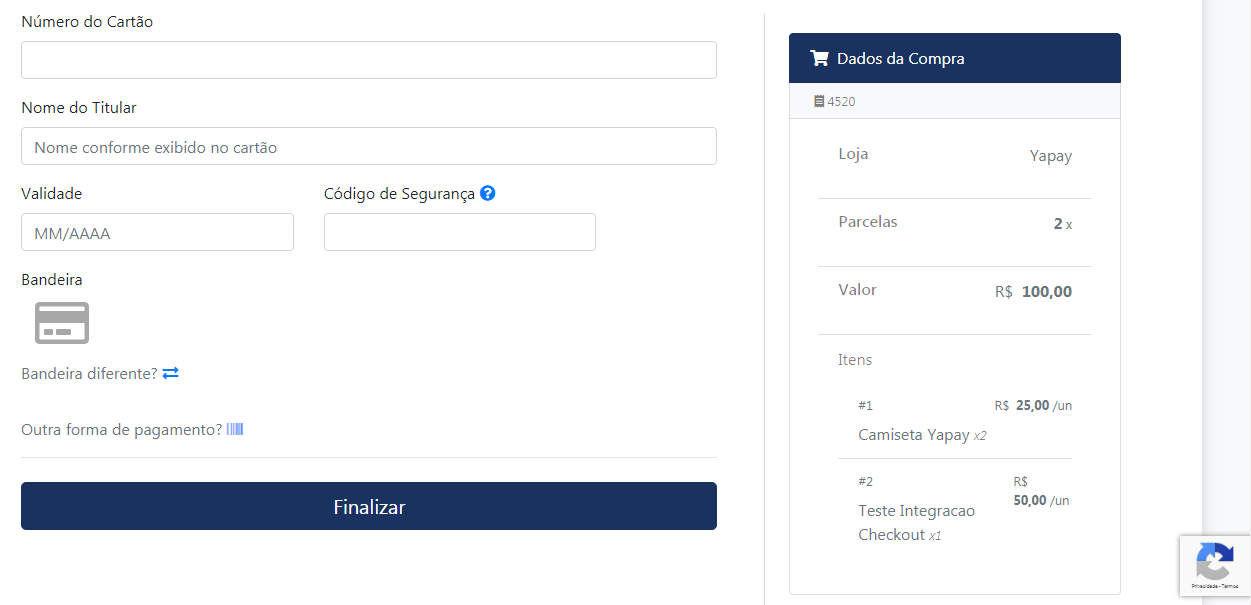 Número do Cartão
Nome do Titular
Nome conforme exibido no cartão
Validade
Código de Segurança
MM/AAAA
Bandeira
Bandeira diferente?
Outra forma de pagamento?
Finalizar
Dados da Compra
4520
Loja Yapay
Parcelas 2 x
Valor R$ 100,00
Itens
#1 R$ 25,00 /un
Camiseta Yapay x2
#2 R$
50,00 /un
Teste Integracao
Checkout x1
Privacidade - Termos